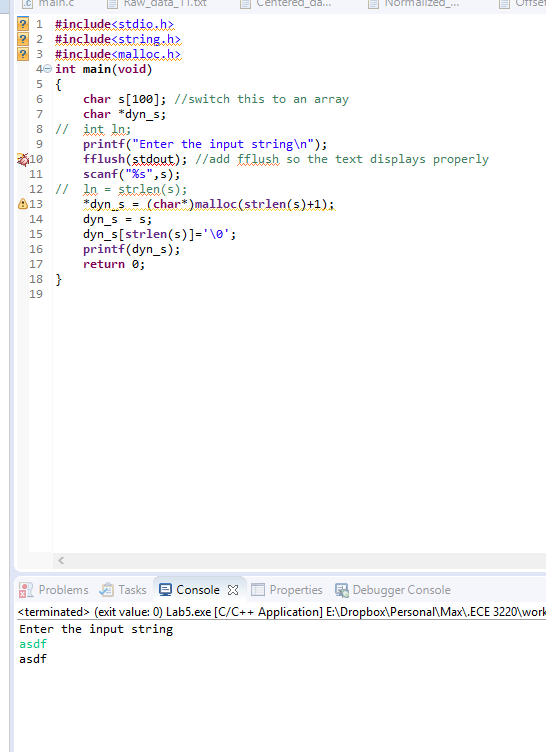 main.c Raw_data_11.txt Centered_da... Normalized_... Offset
1 #include<stdio.h>
2 #include<string.h>
3 #include<malloc.h>
4 int main(void)
5 {
6 char s[100]; //switch this to an array
7 char *dyn_s;
8 // int ln;
9 printf("Enter the input string\n");
10 fflush(stdout); //add fflush so the text displays properly
11 scanf("%s",s);
12 // ln = strlen(s);
13 *dyn_s = (char*)malloc(strlen(s)+1);
14 dyn_s = s;
15 dyn_s[strlen(s)]='\0';
16 printf(dyn_s);
17 return 0;
18 }
19
Problems Tasks Console Properties Debugger Console
<terminated> (exit value: 0) Lab5.exe [C/C++ Application] E:\Dropbox\Personal\Max\.ECE 3220\work
Enter the input string
asdf
asdf